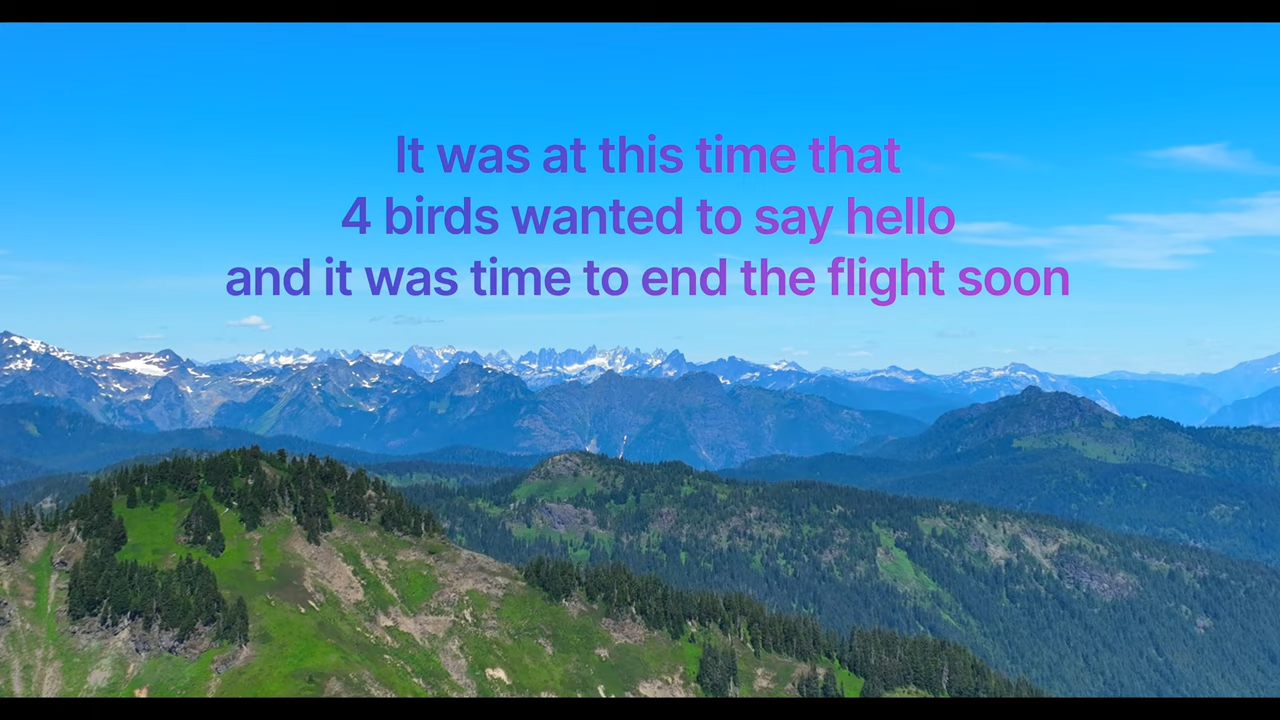 It was at this time that
4 birds wanted to say hello
and it was time to end the flight soon